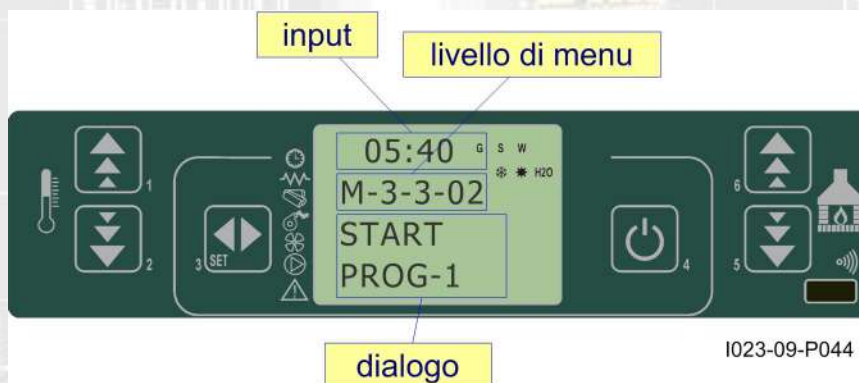 input
livello di menu
05:40 G S W
H2O
M-3-3-02
START
PROG-1
1
2
3 SET
4
6
5
dialogo
I023-09-P044